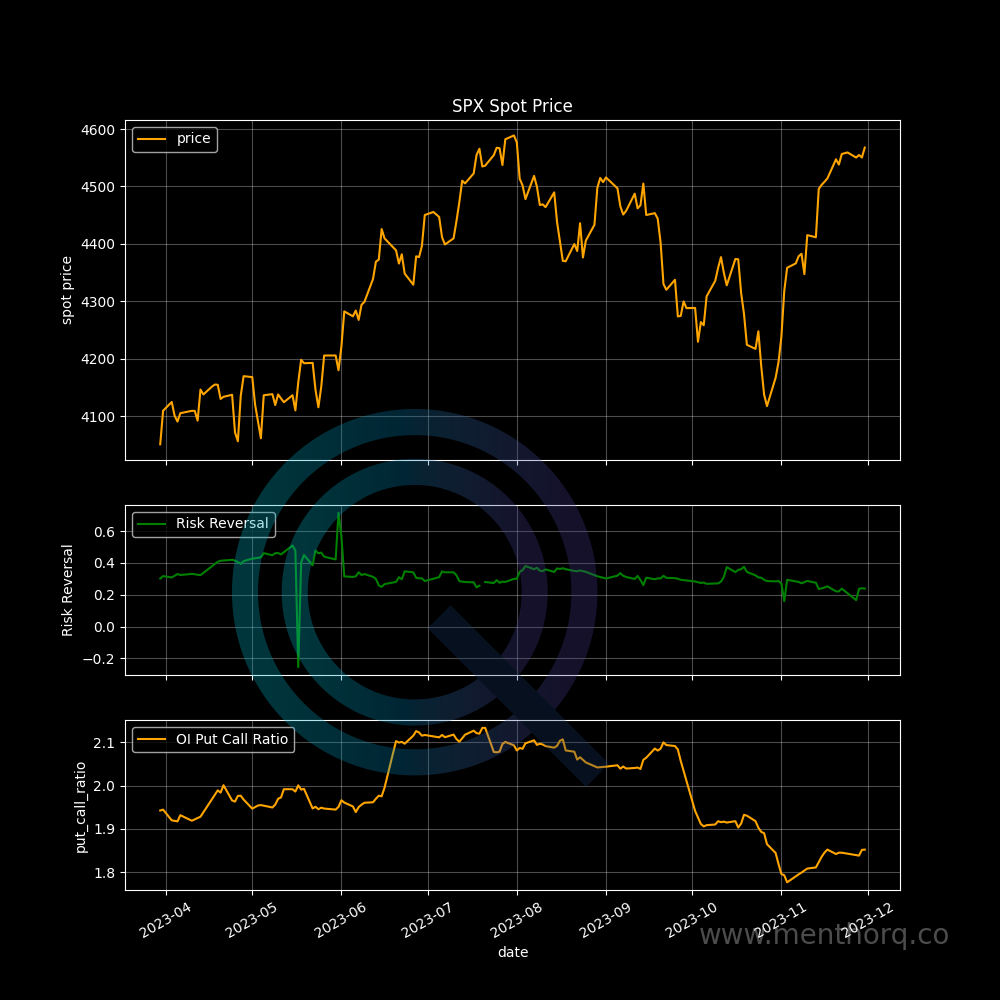 SPX Spot Price
price
4600
4500
4400
4300
4200
4100
spot price
Risk Reversal
0.6
0.4
0.2
0.0
−0.2
Risk Reversal
OI Put Call Ratio
2.1
2.0
1.9
1.8
put_call_ratio
2023-04 2023-05 2023-06 2023-07 2023-08 2023-09 2023-10 2023-11 2023-12
date
www.menthorq.co